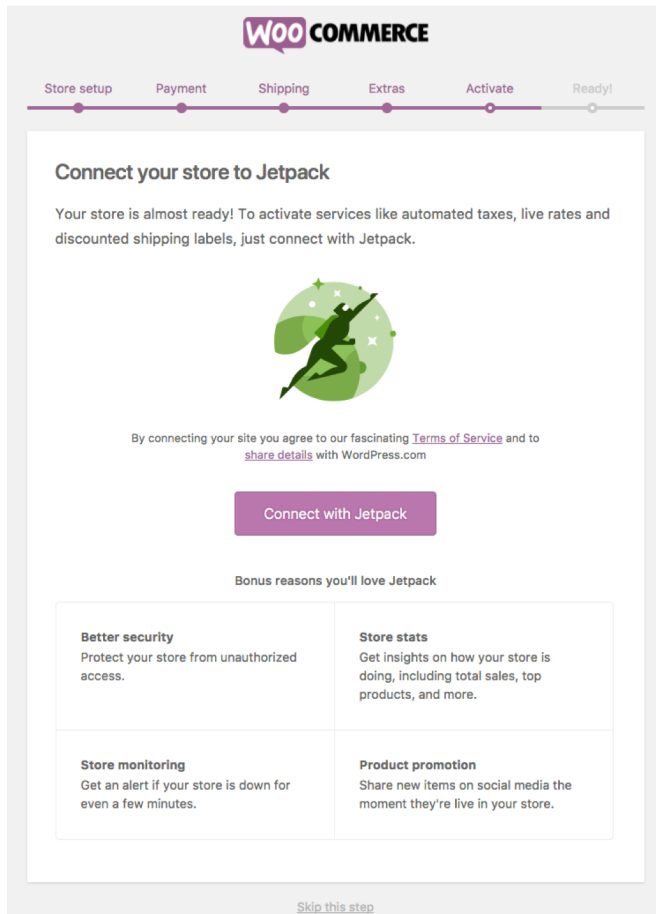 WOO COMMERCE
Store setup Payment Shipping Extras Activate Ready!
Connect your store to Jetpack
Your store is almost ready! To activate services like automated taxes, live rates and
discounted shipping labels, just connect with Jetpack.
By connecting your site you agree to our fascinating Terms of Service and to
share details with WordPress.com
Connect with Jetpack
Bonus reasons you'll love Jetpack
Better security
Protect your store from unauthorized
access.
Store stats
Get insights on how your store is
doing, including total sales, top
products, and more.
Store monitoring
Get an alert if your store is down for
even a few minutes.
Product promotion
Share new items on social media the
moment they're live in your store.
Skip this step